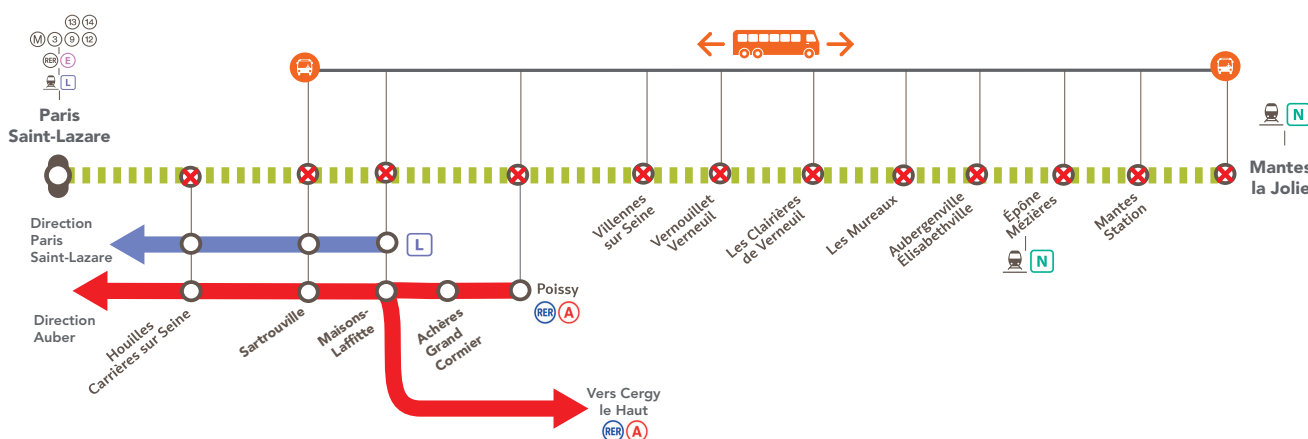 13 14
M 3 9 12
RER E
L
Paris
Saint-Lazare
N
Mantes
la Jolie
Villennes
sur Seine
Vernouillet
Verneuil
Les Clairières
de Verneuil
Les Mureaux
Aubergenville
Élisabethville
Épône
Mézières
N
Mantes
Station
Direction
Paris
Saint-Lazare
L
Direction
Auber
Houilles
Carrières sur Seine
Sartrouville
Maisons-
Laffitte
Achères
Grand
Cormier
Poissy
RER A
Vers Cergy
le Haut
RER A